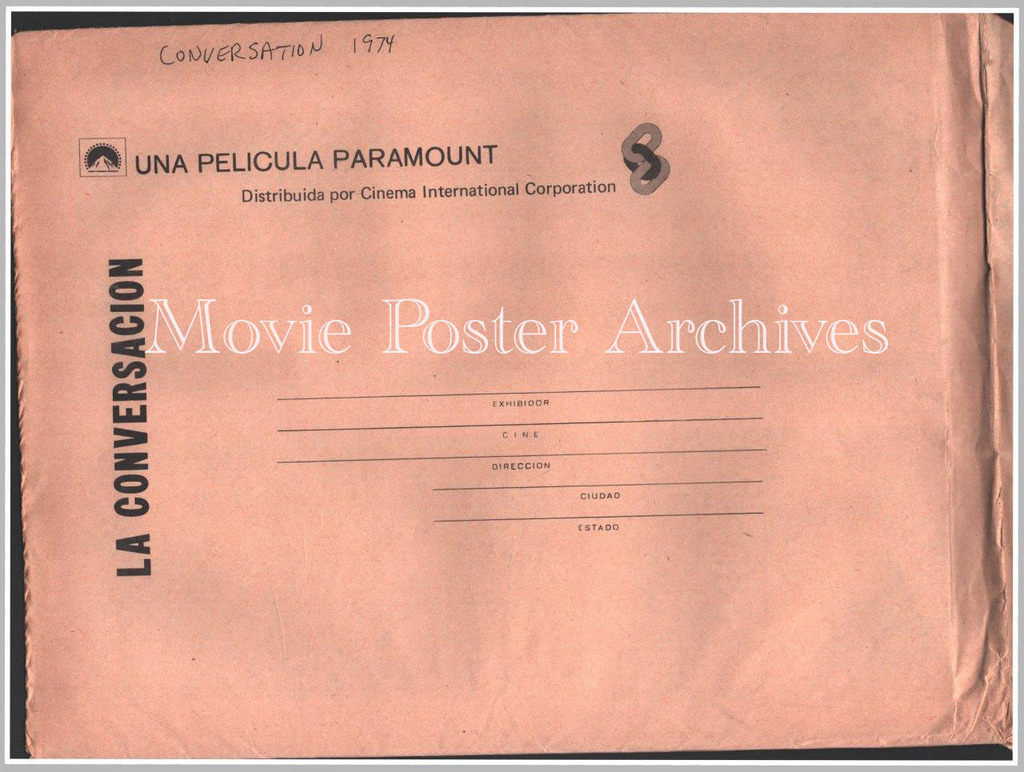 CONVERSATION 1974
UNA PELICULA PARAMOUNT
Distribuida por Cinema International Corporation
LA CONVERSACION
Movie Poster Archives
EXHIBIDOR
CINE
DIRECCION
CIUDAD
ESTADO